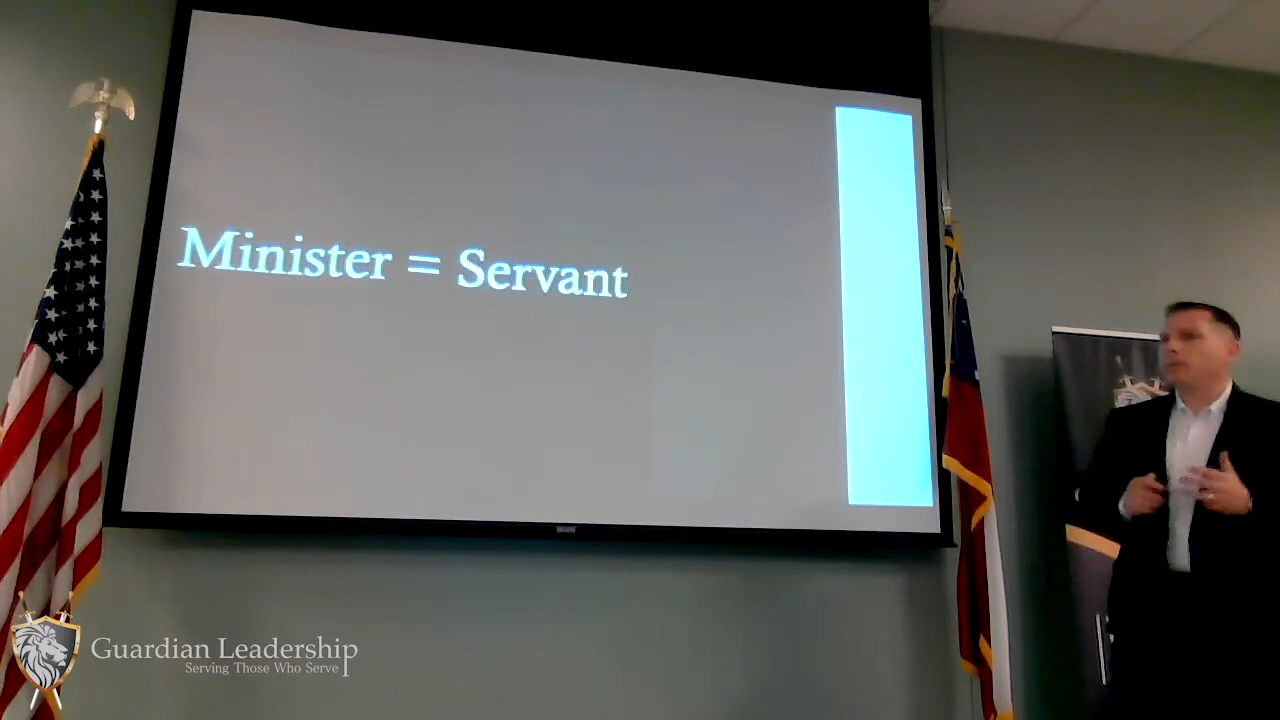 Minister = Servant
Guardian Leadership
Serving Those Who Serve